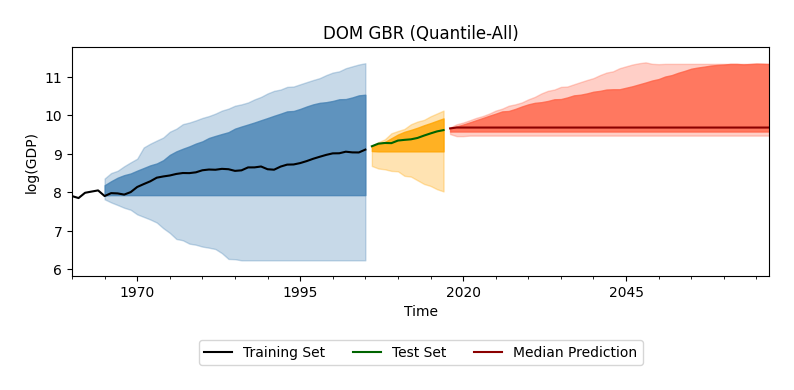 DOM GBR (Quantile-All)
11
10
9
8
7
6
log(GDP)
1970
1995
2020
2045
Time
Training Set
Test Set
Median Prediction